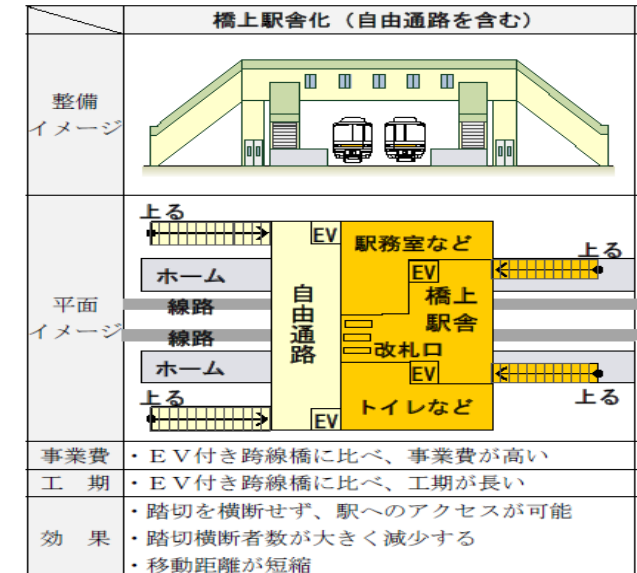 橋上駅舎化（自由通路を含む）
整備
イメージ
平面
イメージ
上る
EV
駅務室など
上る
ホーム
EV
線路
自由通路
橋上
駅舎
線路
改札口
ホーム
EV
上る
上る
EV
トイレなど
事業費
・ＥＶ付き跨線橋に比べ、事業費が高い
工　期
・ＥＶ付き跨線橋に比べ、工期が長い
効　果
・踏切を横断せず、駅へのアクセスが可能
・踏切横断者数が大きく減少する
・移動距離が短縮